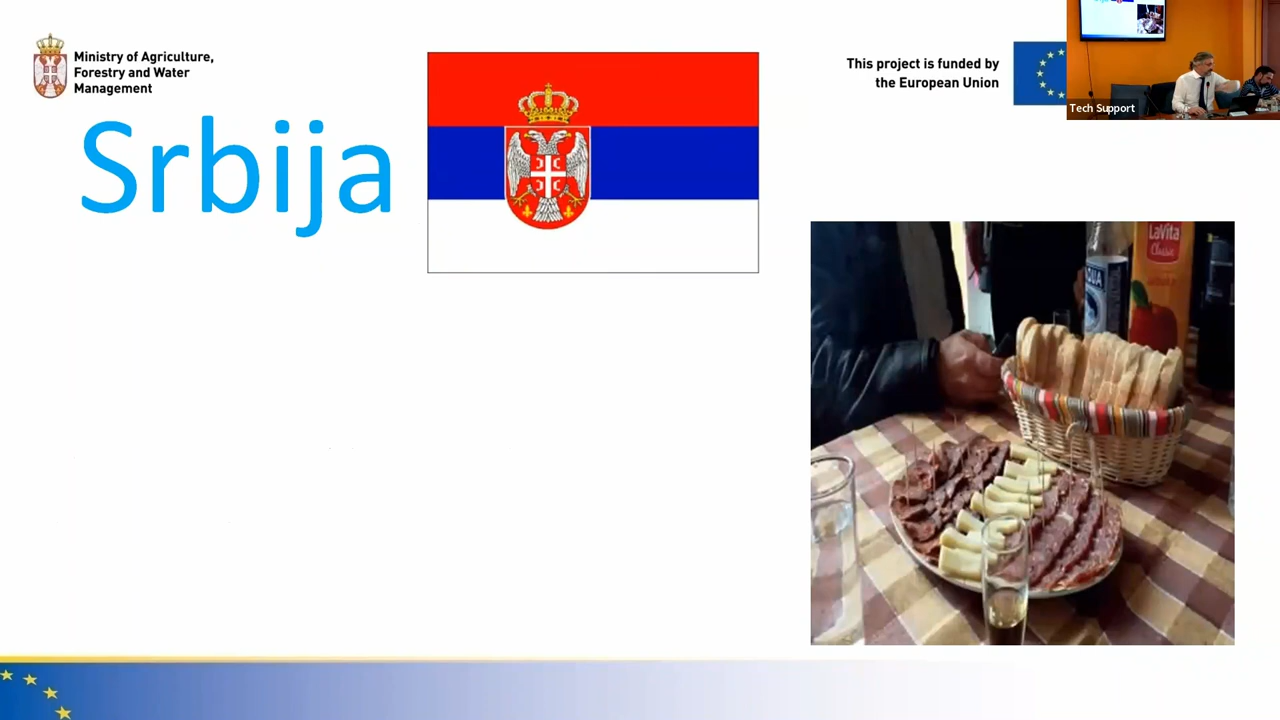 Ministry of Agriculture,
Forestry and Water
Management
Srbija
This project is funded by
the European Union
Tech Support
LaVita
Classic